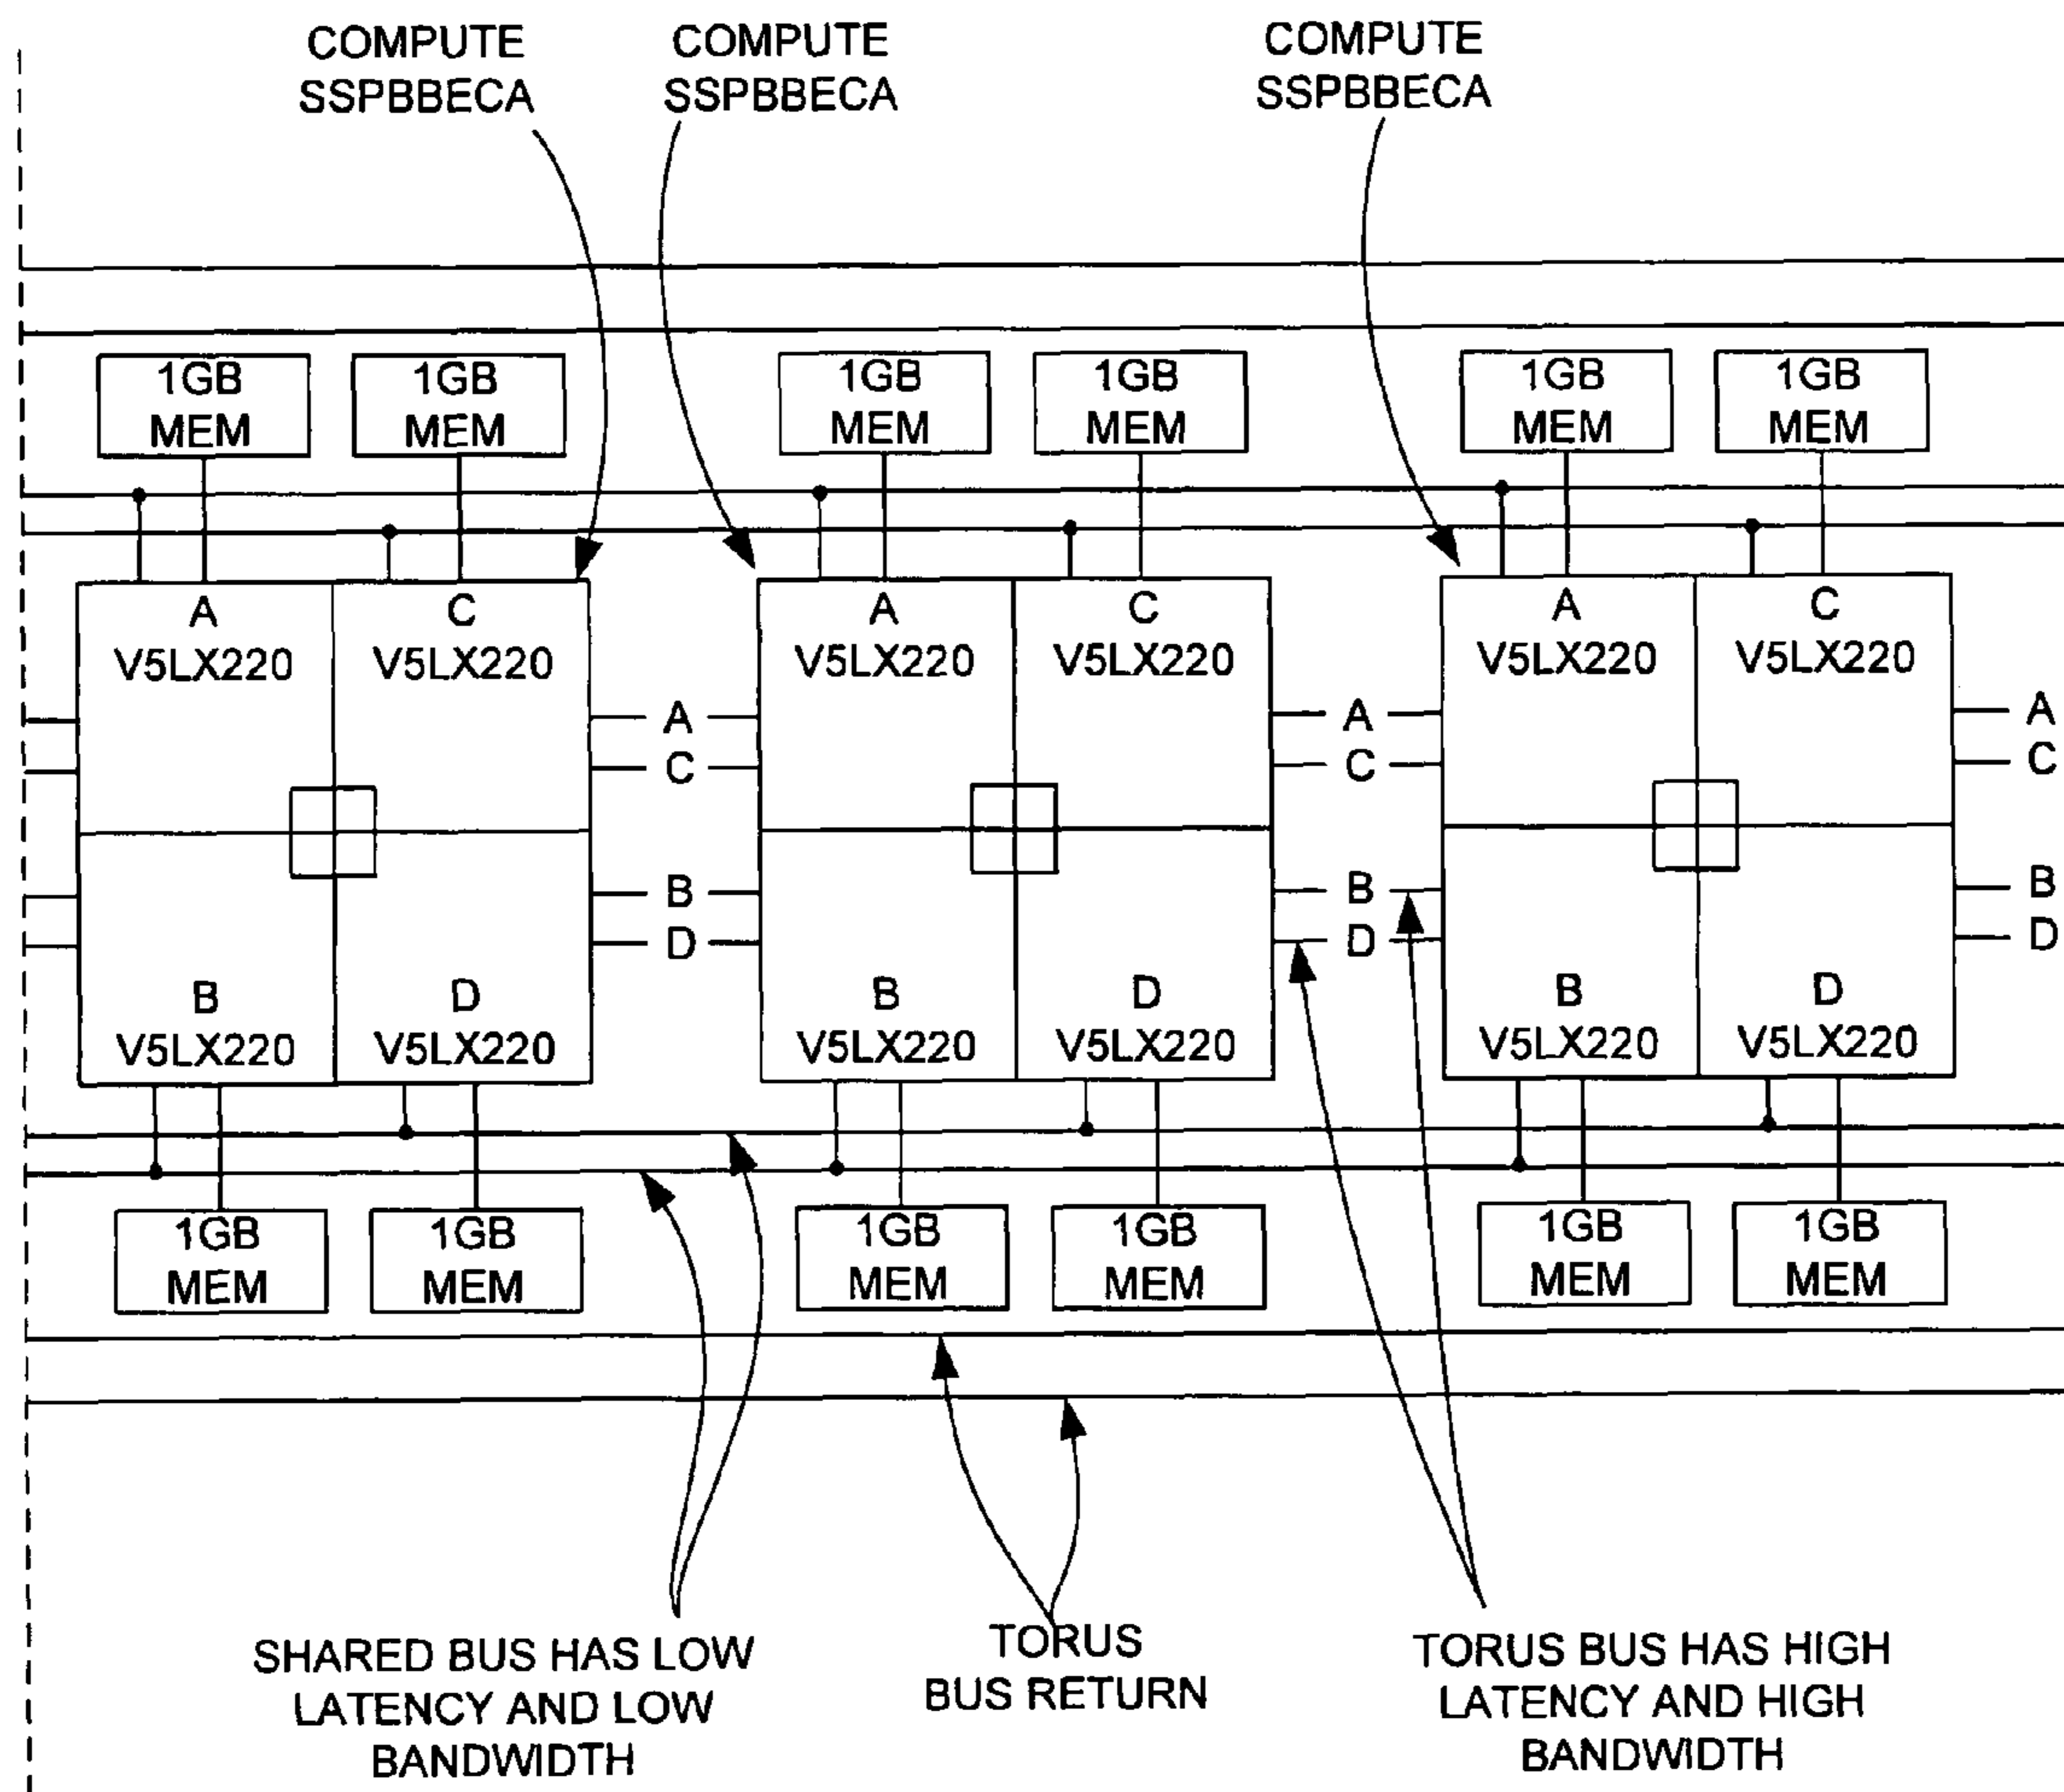 COMPUTE
SSPBBECA
COMPUTE
SSPBBECA
COMPUTE
SSPBBECA
1GB
MEM
1GB
MEM
1GB
MEM
1GB
MEM
1GB
MEM
1GB
MEM
A
V5LX220
C
V5LX220
A
V5LX220
C
V5LX220
A
V5LX220
C
V5LX220
A
C
A
C
A
C
B
D
B
D
B
D
B
V5LX220
D
V5LX220
B
V5LX220
D
V5LX220
B
V5LX220
D
V5LX220
1GB
MEM
1GB
MEM
1GB
MEM
1GB
MEM
1GB
MEM
1GB
MEM
SHARED BUS HAS LOW
LATENCY AND LOW
BANDWIDTH
TORUS
BUS RETURN
TORUS BUS HAS HIGH
LATENCY AND HIGH
BANDWIDTH